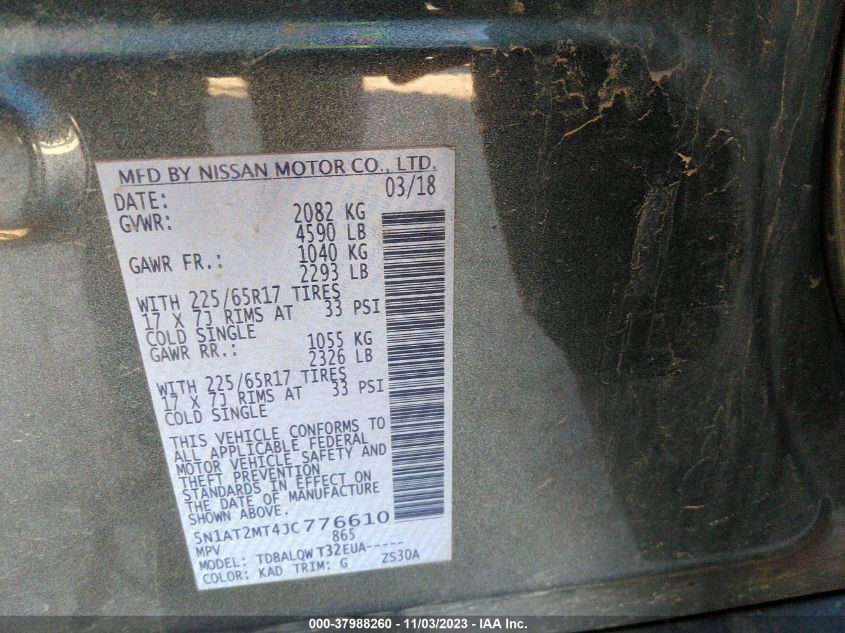 MFD BY NISSAN MOTOR CO., LTD.
DATE: 03/18
GVWR: 2082 KG
4590 LB
GAWR FR.: 1040 KG
2293 LB
WITH 225/65R17 TIRES
17 X 7J RIMS AT 33 PSI
COLD SINGLE
GAWR RR.: 1055 KG
2326 LB
WITH 225/65R17 TIRES
17 X 7J RIMS AT 33 PSI
COLD SINGLE
THIS VEHICLE CONFORMS TO
ALL APPLICABLE FEDERAL
MOTOR VEHICLE SAFETY AND
THEFT PREVENTION
STANDARDS IN EFFECT ON
THE DATE OF MANUFACTURE
SHOWN ABOVE.
5N1AT2MT4JC776610
MPV 865
MODEL: TDBALQWT32EUA-----
COLOR: KAD TRIM: G ZS30A
000-37988260 - 11/03/2023 - IAA Inc.